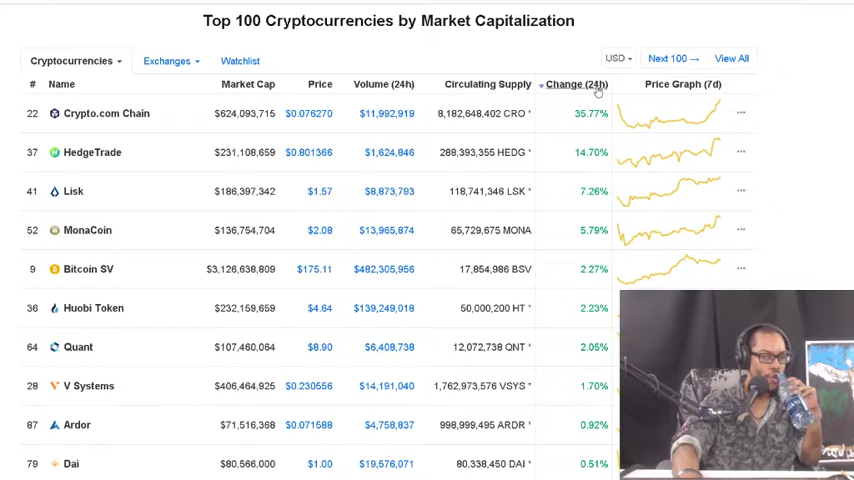 Top 100 Cryptocurrencies by Market Capitalization
Cryptocurrencies Exchanges Watchlist USD Next 100 → View All
# Name Market Cap Price Volume (24h) Circulating Supply Change (24h) Price Graph (7d)
22 Crypto.com Chain $624,093,715 $0.076270 $11,992,919 8,182,648,402 CRO * 35.77%
37 HedgeTrade $231,108,659 $0.801366 $1,624,846 288,393,355 HEDG * 14.70%
41 Lisk $186,397,342 $1.57 $8,873,793 118,741,346 LSK * 7.26%
52 MonaCoin $136,754,704 $2.08 $13,965,874 65,729,675 MONA 5.79%
9 Bitcoin SV $3,126,638,809 $175.11 $482,305,956 17,854,986 BSV 2.27%
36 Huobi Token $232,159,659 $4.64 $139,249,018 50,000,200 HT * 2.23%
64 Quant $107,460,064 $8.90 $6,408,738 12,072,738 QNT * 2.05%
28 V Systems $406,464,925 $0.230556 $14,191,040 1,762,973,576 VSYS * 1.70%
87 Ardor $71,516,368 $0.071588 $4,758,837 998,999,495 ARDR * 0.92%
79 Dai $80,566,000 $1.00 $19,576,071 80,338,450 DAI * 0.51%